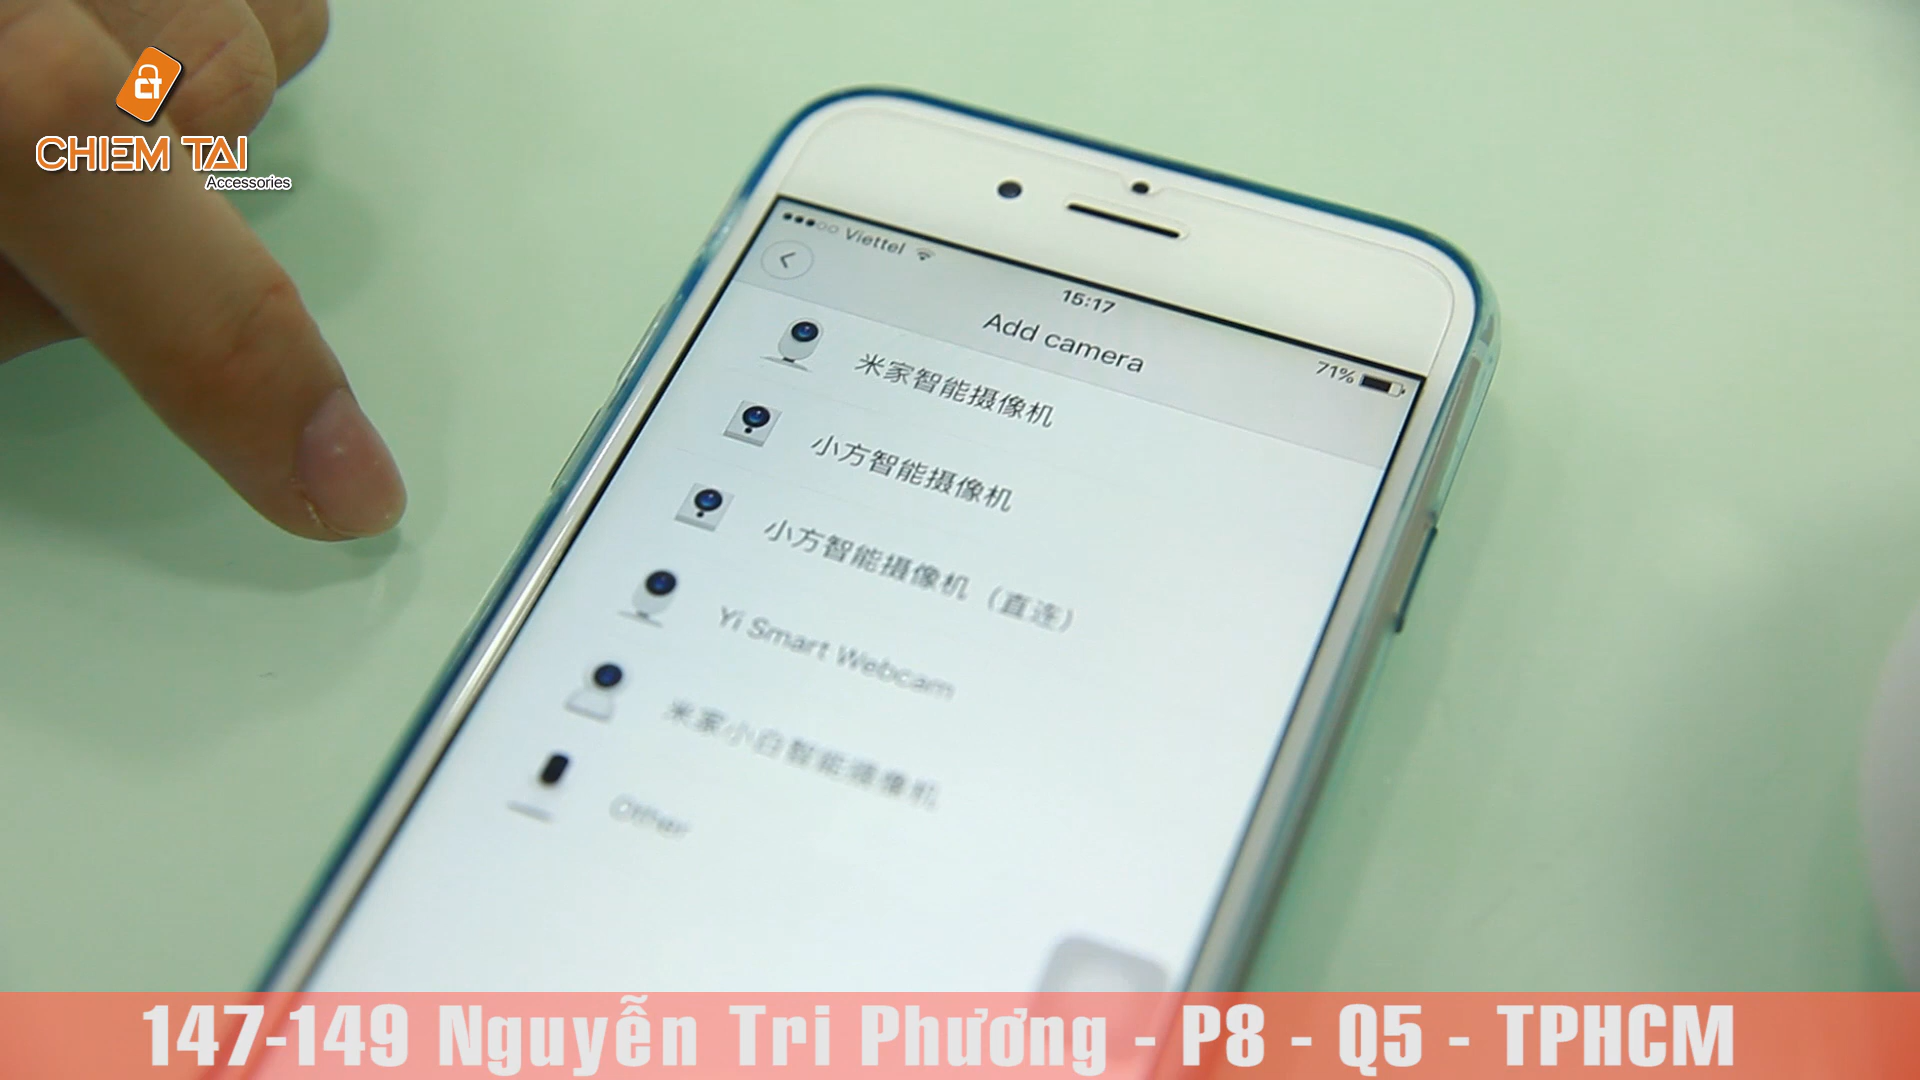 CT
CHIEM TAI
Accessories
Viettel
15:17
71%
Add camera
米家智能摄像机
小方智能摄像机
小方智能摄像机（直连）
Yi Smart Webcam
米家小白智能摄像机
Other
147-149 Nguyễn Tri Phương - P8 - Q5 - TPHCM